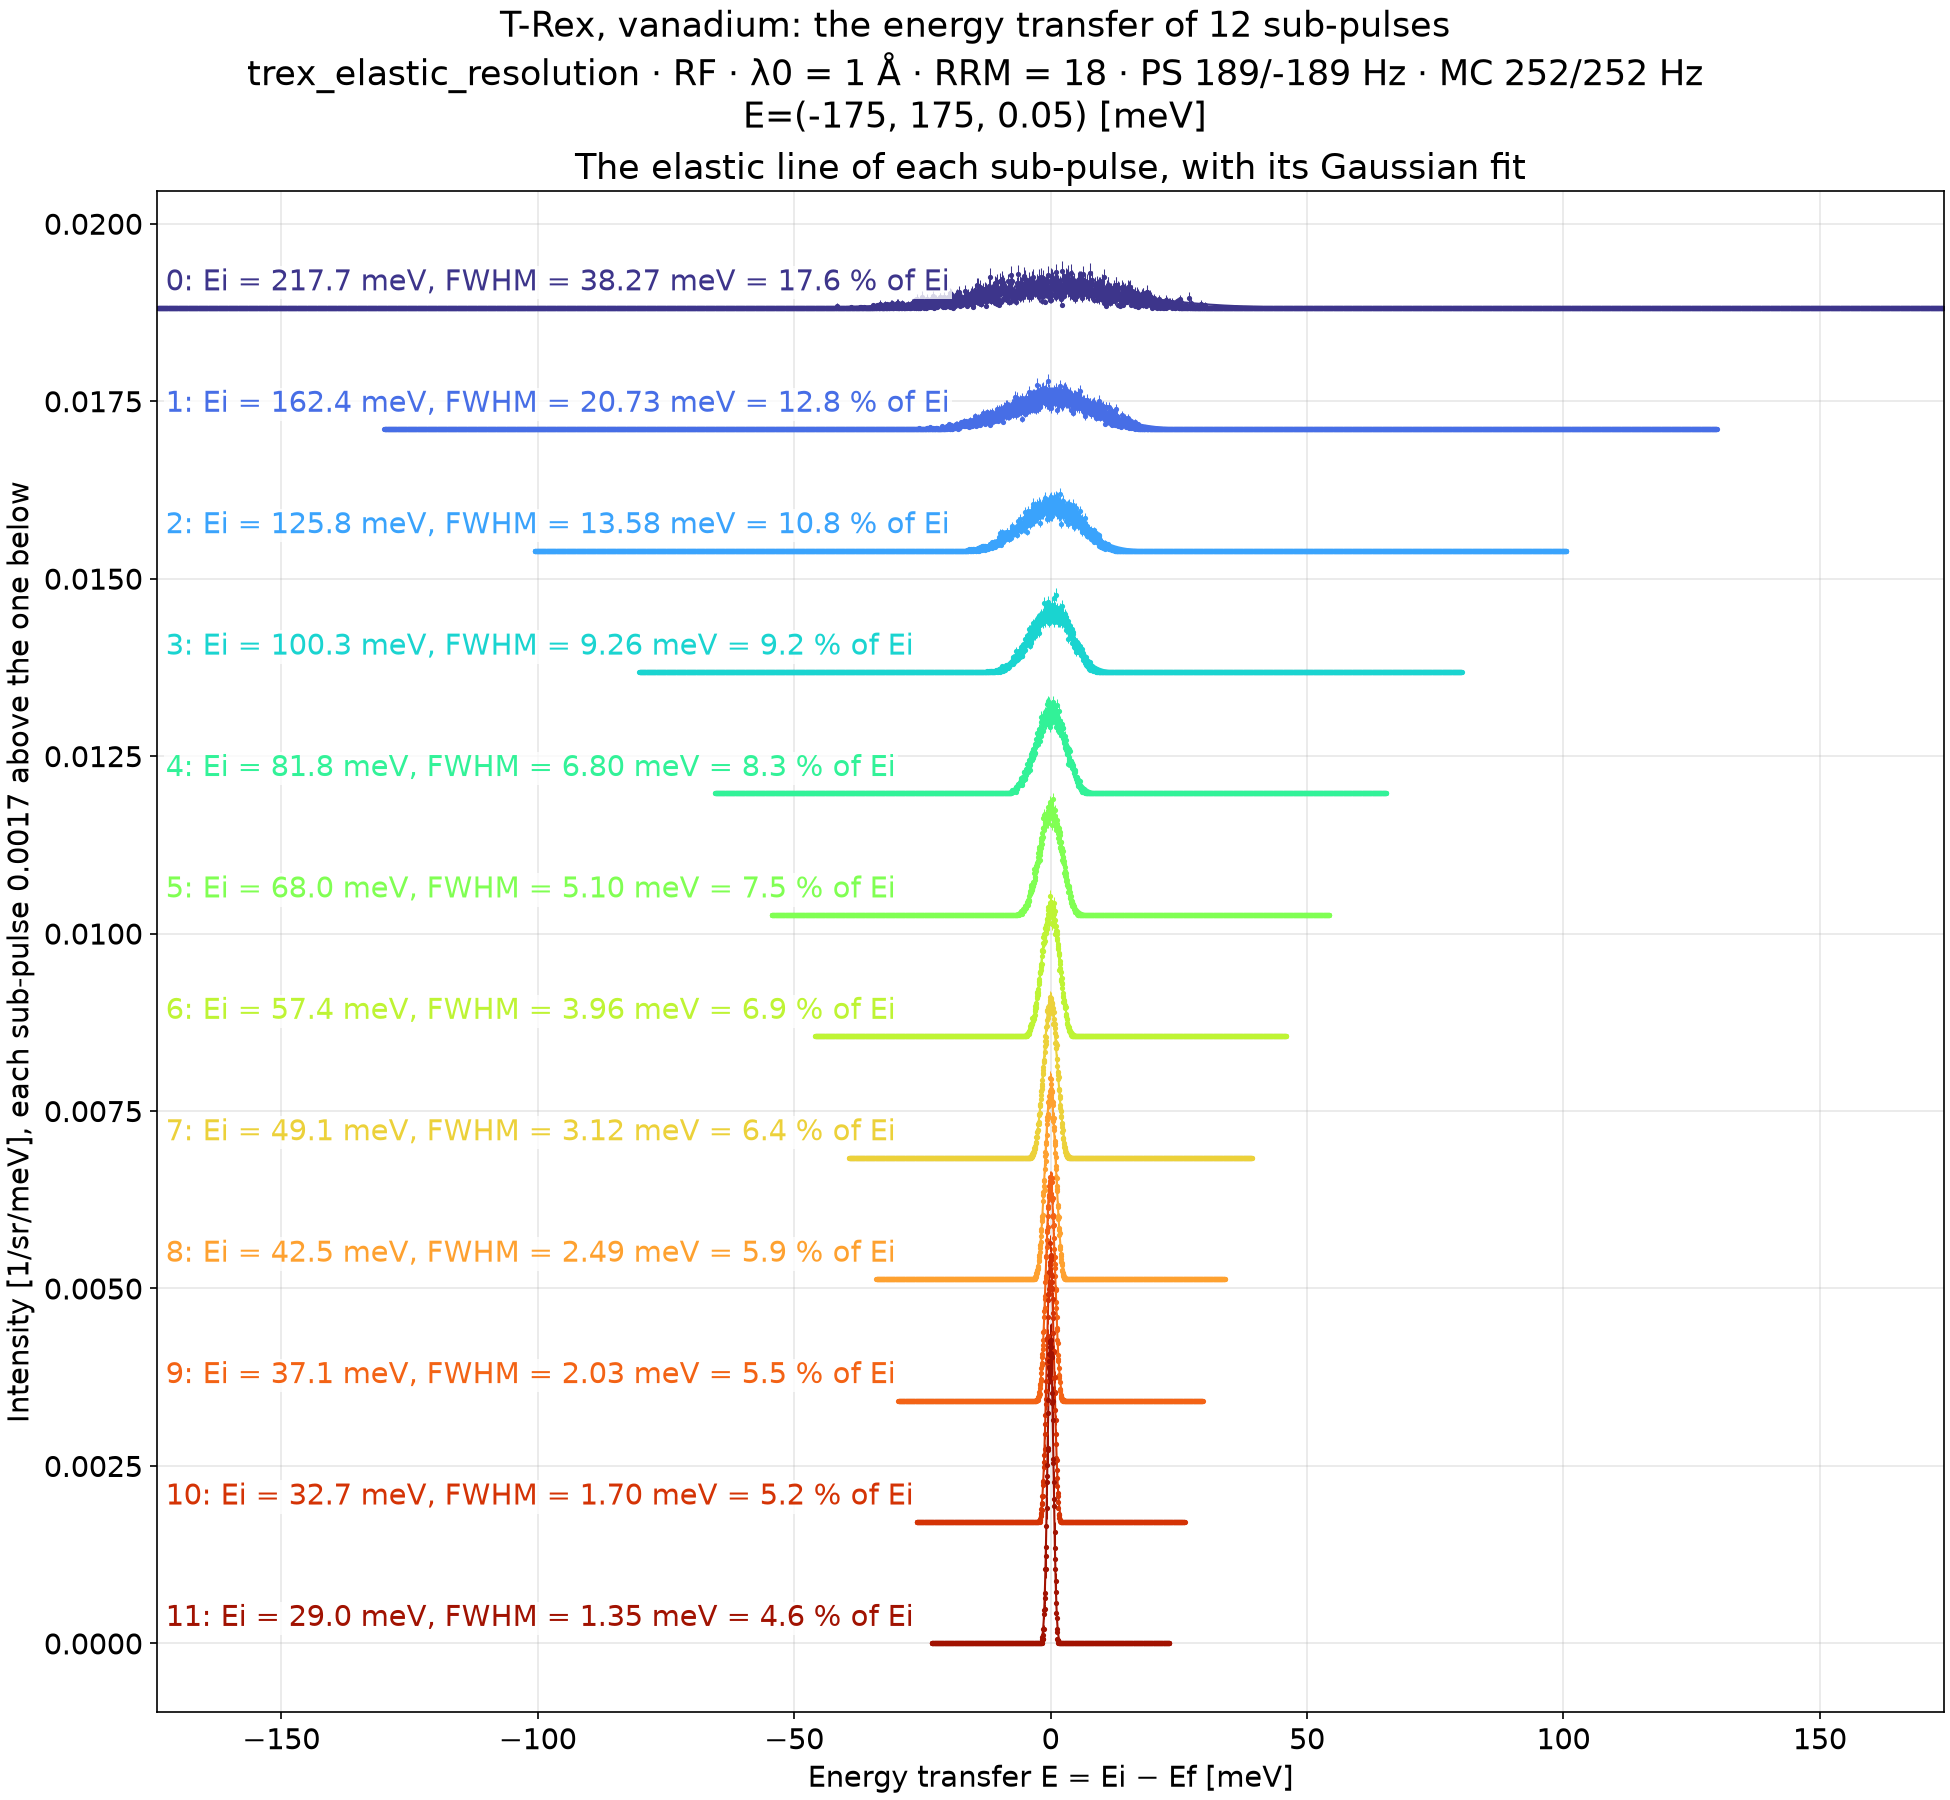 T-Rex, vanadium: the energy transfer of 12 sub-pulses
trex_elastic_resolution · RF · λ0 = 1 Å · RRM = 18 · PS 189/-189 Hz · MC 252/252 Hz
E=(-175, 175, 0.05) [meV]
The elastic line of each sub-pulse, with its Gaussian fit
Intensity [1/sr/meV], each sub-pulse 0.0017 above the one below
0.0200
0: Ei = 217.7 meV, FWHM = 38.27 meV = 17.6 % of Ei
0.0175
1: Ei = 162.4 meV, FWHM = 20.73 meV = 12.8 % of Ei
2: Ei = 125.8 meV, FWHM = 13.58 meV = 10.8 % of Ei
0.0150
3: Ei = 100.3 meV, FWHM = 9.26 meV = 9.2 % of Ei
0.0125
4: Ei = 81.8 meV, FWHM = 6.80 meV = 8.3 % of Ei
5: Ei = 68.0 meV, FWHM = 5.10 meV = 7.5 % of Ei
0.0100
6: Ei = 57.4 meV, FWHM = 3.96 meV = 6.9 % of Ei
0.0075
7: Ei = 49.1 meV, FWHM = 3.12 meV = 6.4 % of Ei
8: Ei = 42.5 meV, FWHM = 2.49 meV = 5.9 % of Ei
0.0050
9: Ei = 37.1 meV, FWHM = 2.03 meV = 5.5 % of Ei
0.0025
10: Ei = 32.7 meV, FWHM = 1.70 meV = 5.2 % of Ei
11: Ei = 29.0 meV, FWHM = 1.35 meV = 4.6 % of Ei
0.0000
−150 −100 −50 0 50 100 150
Energy transfer E = Ei − Ef [meV]